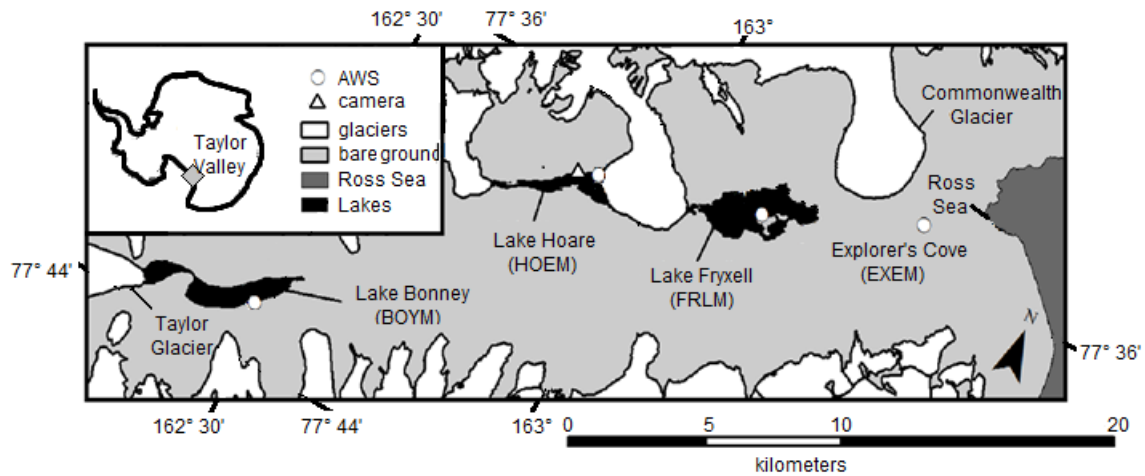 162° 30'
77° 36'
163°
Taylor
Valley
AWS
camera
glaciers
bare ground
Ross Sea
Lakes
Commonwealth
Glacier
Ross
Sea
Lake Hoare
(HOEM)
Lake Fryxell
(FRLM)
Explorer's Cove
(EXEM)
77° 44'
Lake Bonney
(BOYM)
Taylor
Glacier
N
77° 36'
162° 30'
77° 44'
163°
0
5
10
20
kilometers